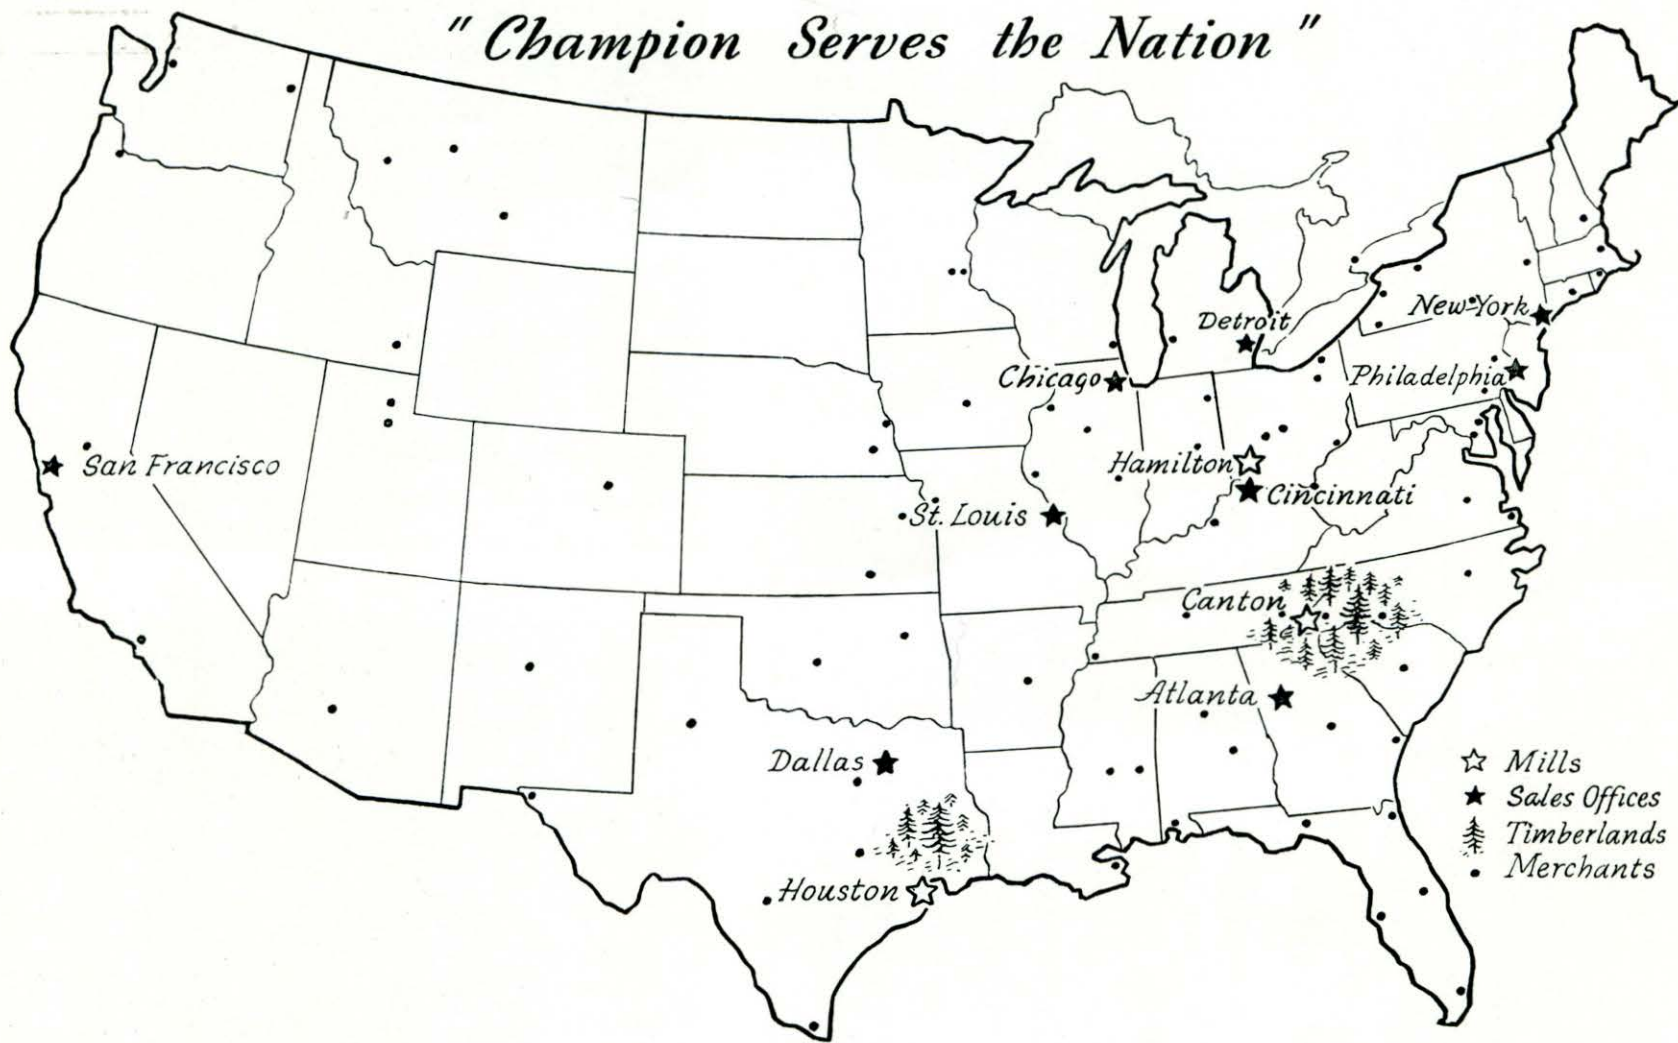 "Champion Serves the Nation"
New York
Detroit
Chicago
Philadelphia
San Francisco
Hamilton
Cincinnati
St. Louis
Canton
Atlanta
Dallas
Houston
Mills
Sales Offices
Timberlands
Merchants